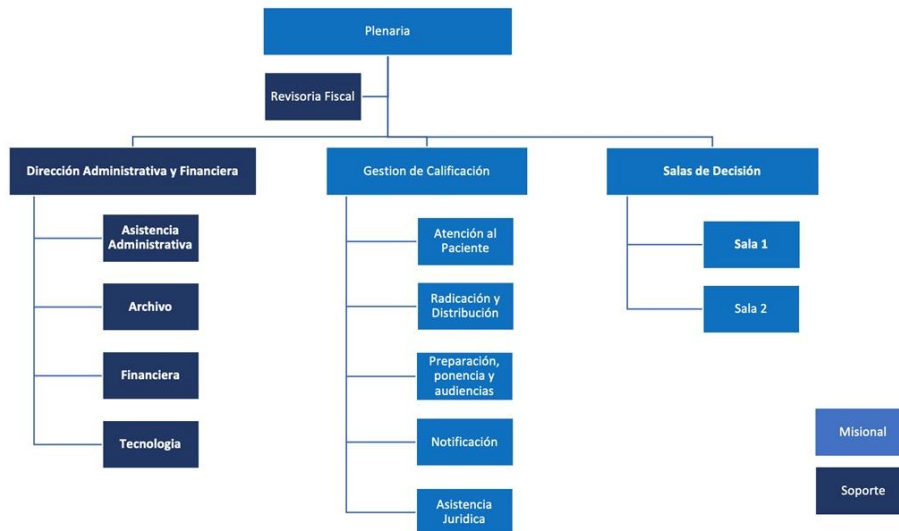 Plenaria
Revisoria Fiscal
Dirección Administrativa y Financiera
Asistencia
Administrativa
Archivo
Financiera
Tecnologia
Gestion de Calificación
Atención al
Paciente
Radicación y
Distribución
Preparación,
ponencia y
audiencias
Notificación
Asistencia
Juridica
Salas de Decisión
Sala 1
Sala 2
Misional
Soporte